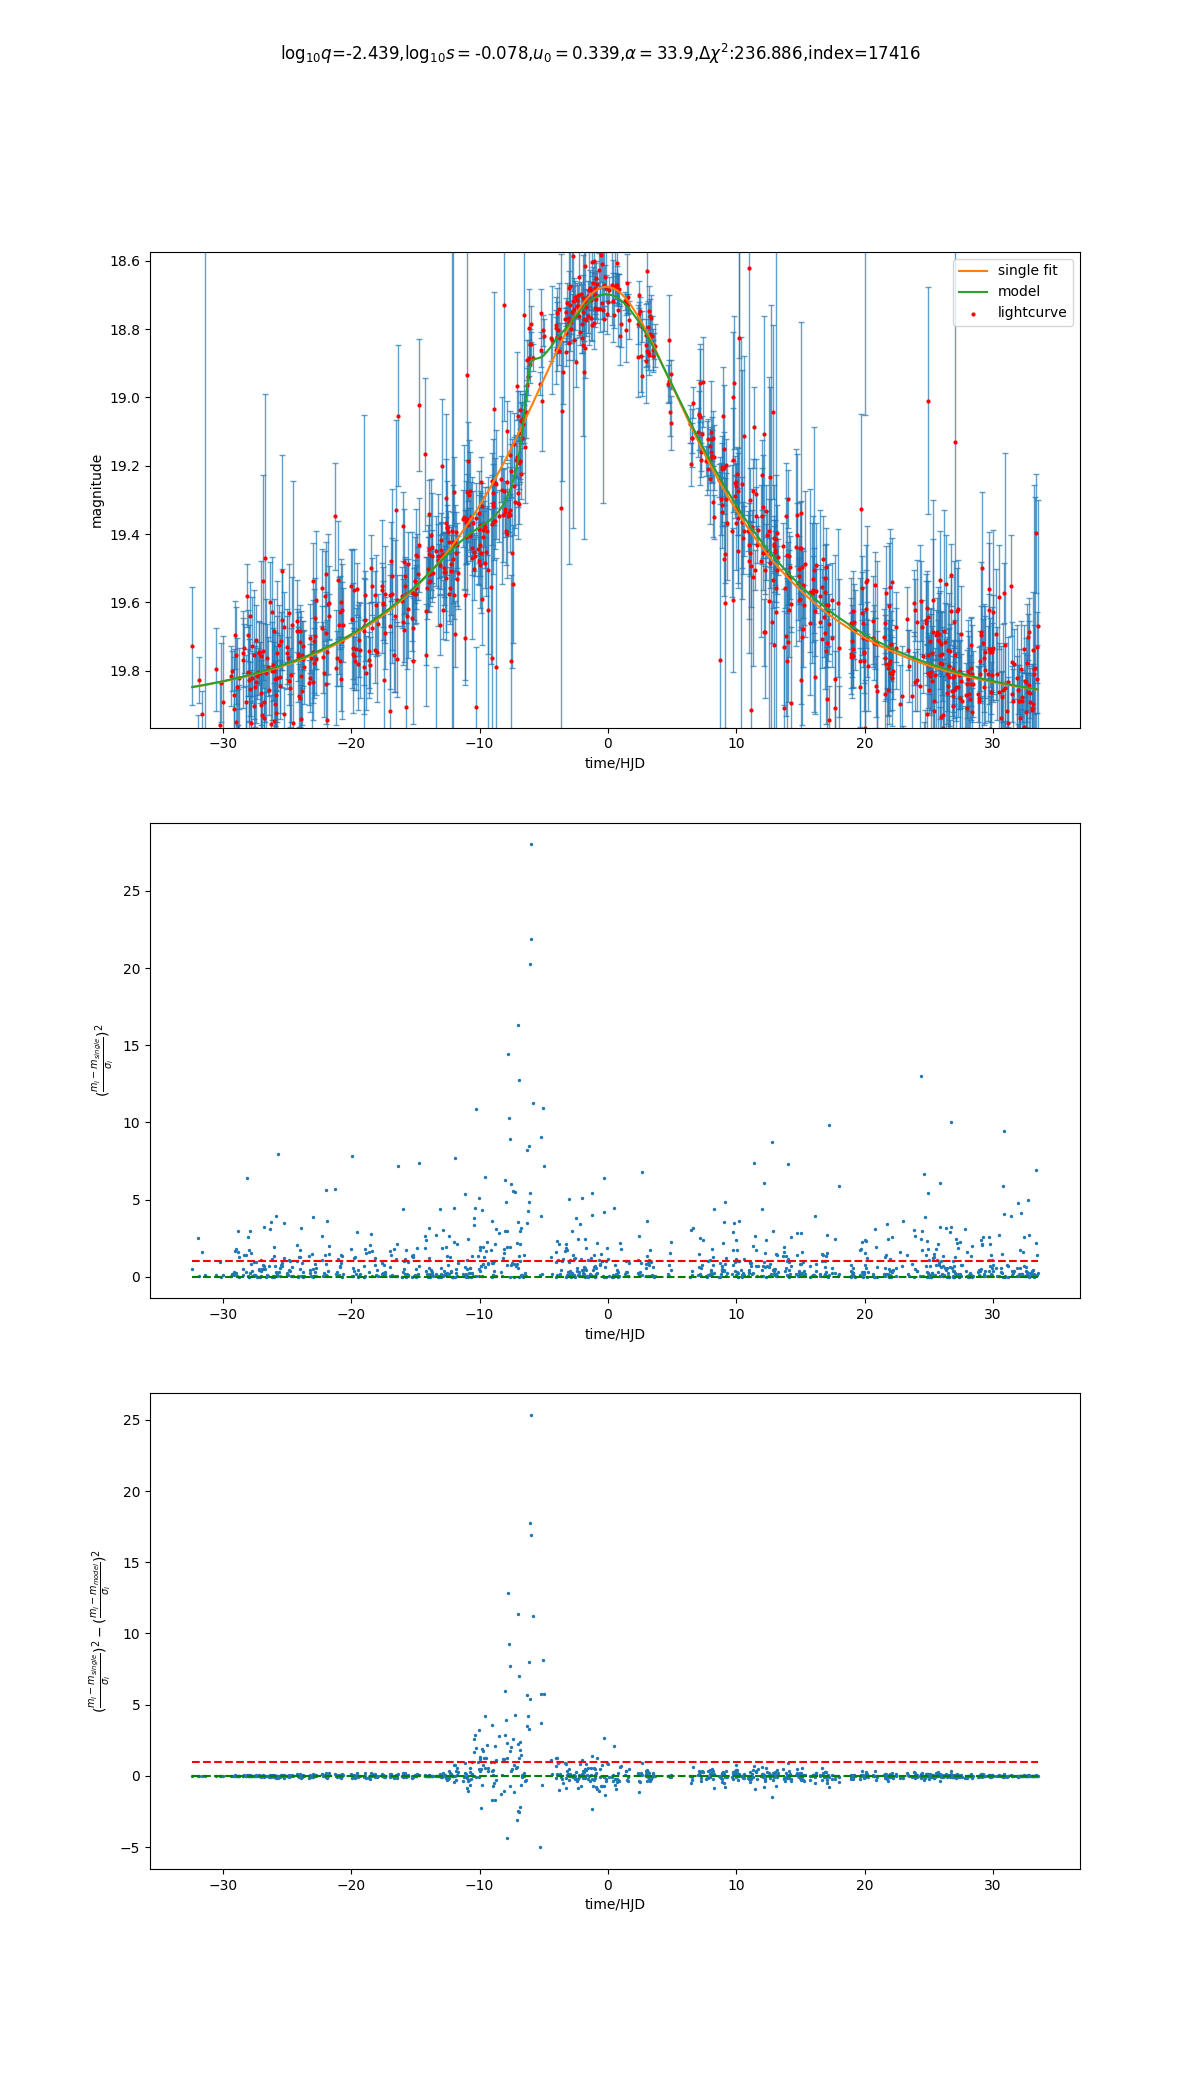 log₁₀q=-2.439,log₁₀s = -0.078,u₀ = 0.339,α = 33.9,Δχ²:236.886,index=17416
18.6
18.8
19.0
19.2
19.4
19.6
19.8
magnitude
single fit
model
lightcurve
−30 −20 −10 0 10 20 30
time/HJD
25
20
15
10
5
0
((mᵢ − m_single)/σᵢ)²
−30 −20 −10 0 10 20 30
time/HJD
25
20
15
10
5
0
−5
((mᵢ − m_single)/σᵢ)² − ((mᵢ − m_model)/σᵢ)²
−30 −20 −10 0 10 20 30
time/HJD